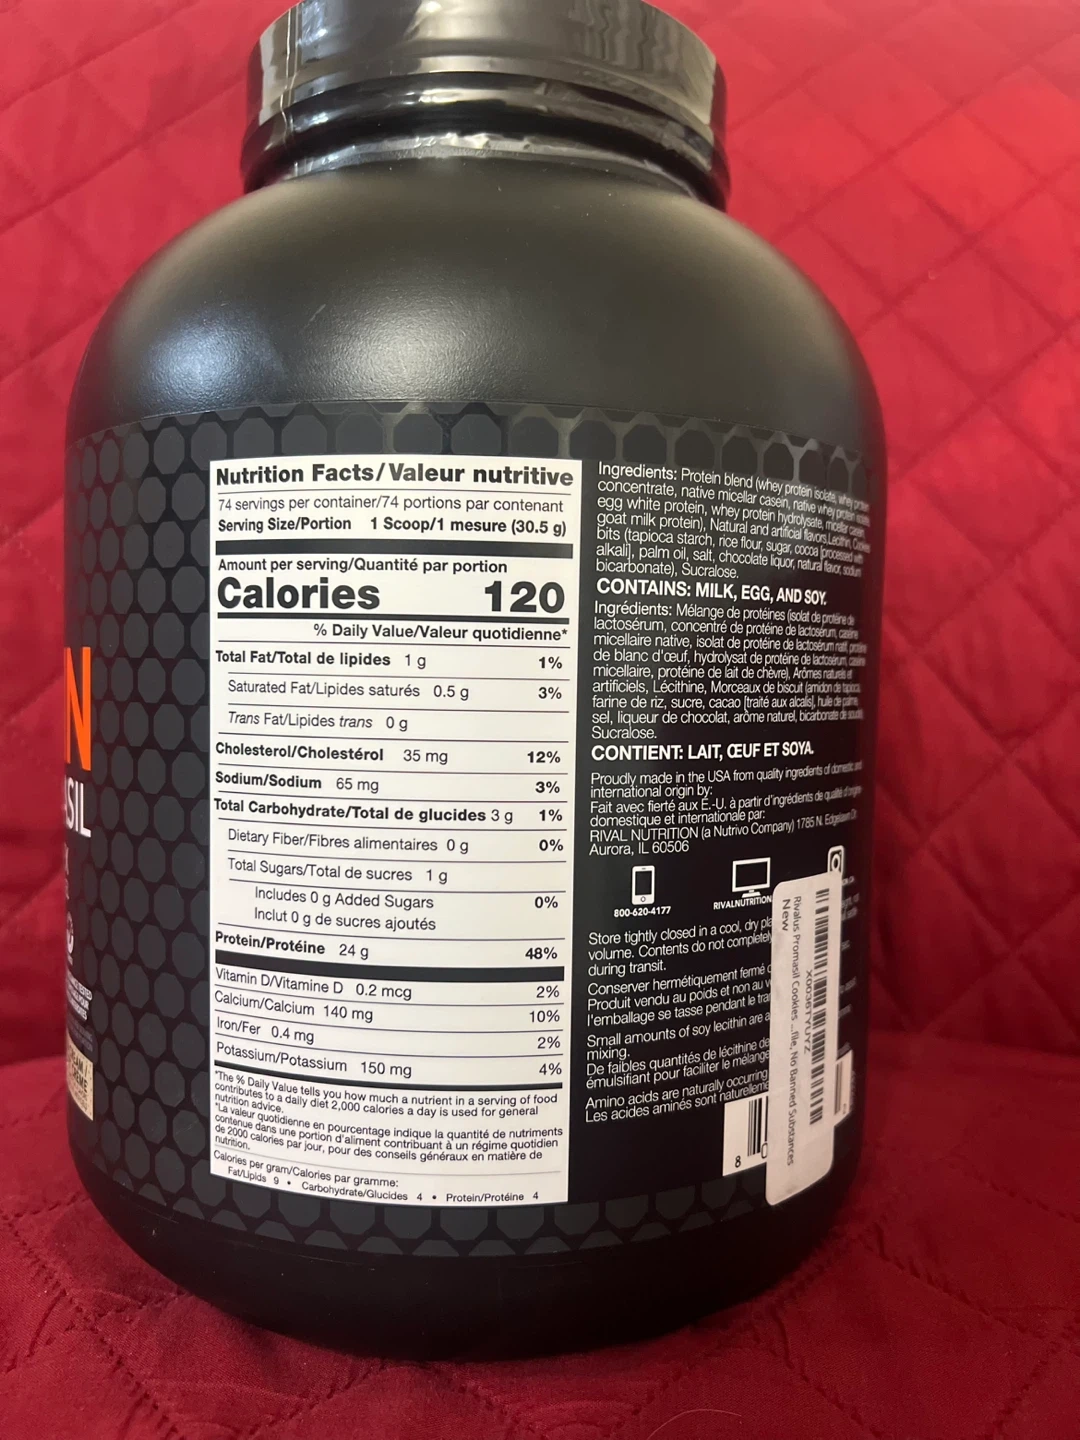 Nutrition Facts/Valeur nutritive
74 servings per container/74 portions par contenant
Serving Size/Portion 1 Scoop/1 mesure (30.5 g)
Amount per serving/Quantité par portion
Calories 120
% Daily Value/Valeur quotidienne*
Total Fat/Total de lipides 1 g 1%
Saturated Fat/Lipides saturés 0.5 g 3%
Trans Fat/Lipides trans 0 g
Cholesterol/Cholestérol 35 mg 12%
Sodium/Sodium 65 mg 3%
Total Carbohydrate/Total de glucides 3 g 1%
Dietary Fiber/Fibres alimentaires 0 g 0%
Total Sugars/Total de sucres 1 g
Includes 0 g Added Sugars 0%
Inclut 0 g de sucres ajoutés
Protein/Protéine 24 g 48%
Vitamin D/Vitamine D 0.2 mcg 2%
Calcium/Calcium 140 mg 10%
Iron/Fer 0.4 mg 2%
Potassium/Potassium 150 mg 4%
*The % Daily Value tells you how much a nutrient in a serving of food
contributes to a daily diet 2,000 calories a day is used for general
nutrition advice.
*La valeur quotidienne en pourcentage indique la quantité de nutriments
contenue dans une portion d'aliment contribuant à un régime quotidien
de 2000 calories par jour, pour des conseils généraux en matière de
nutrition.
Calories per gram/Calories par gramme:
Fat/Lipids 9 • Carbohydrate/Glucides 4 • Protein/Protéine 4
Ingredients: Protein blend (whey protein isolate, whey protein
concentrate, native micellar casein, native whey protein isolate,
egg white protein, whey protein hydrolysate, micellar casein,
goat milk protein), Natural and artificial flavors, Lecithin, Cookies
bits (tapioca starch, rice flour, sugar, cocoa [processed with
alkali], palm oil, salt, chocolate liquor, natural flavor, sodium
bicarbonate), Sucralose.
CONTAINS: MILK, EGG, AND SOY.
Ingrédients: Mélange de protéines (isolat de protéine de
lactosérum, concentré de protéine de lactosérum, caséine
micellaire native, isolat de protéine de lactosérum natif, protéine
de blanc d'œuf, hydrolysat de protéine de lactosérum, caséine
micellaire, protéine de lait de chèvre), Arômes naturels et
artificiels, Lécithine, Morceaux de biscuit (amidon de tapioca,
farine de riz, sucre, cacao [traité aux alcalis], huile de palme,
sel, liqueur de chocolat, arôme naturel, bicarbonate de soude),
Sucralose.
CONTIENT: LAIT, ŒUF ET SOYA.
Proudly made in the USA from quality ingredients of domestic and
international origin by:
Fait avec fierté aux É.-U. à partir d'ingrédients de qualité d'origine
domestique et internationale par:
RIVAL NUTRITION (a Nutrivo Company) 1785 N. Edgelawn Dr.
Aurora, IL 60506
800-620-4177
RIVALNUTRITION
Store tightly closed in a cool, dry
volume. Contents do not completely
during transit.
Conserver hermétiquement fermé
Produit vendu au poids et non au
l'emballage se tasse pendant le
Small amounts of soy lecithin are
mixing.
De faibles quantités de lécithine de
émulsifiant pour faciliter le mélange
Amino acids are naturally occurring
Les acides aminés sont naturellement
8
X0036TVUYZ
Rivalus Promasil Cookies ...file, No Banned Substances
New
N
SIL